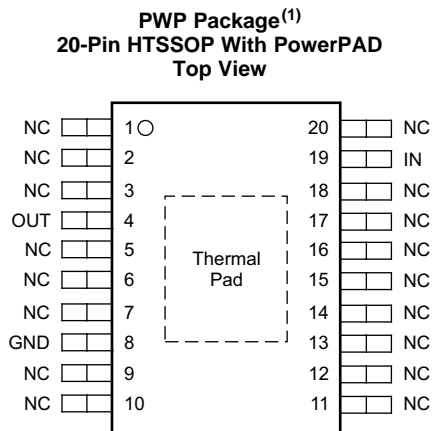 PWP Package(1)
20-Pin HTSSOP With PowerPAD
Top View
NC 1 20 NC
NC 2 19 IN
NC 3 18 NC
OUT 4 17 NC
NC 5 16 NC
Thermal
Pad
NC 6 15 NC
NC 7 14 NC
GND 8 13 NC
NC 9 12 NC
NC 10 11 NC